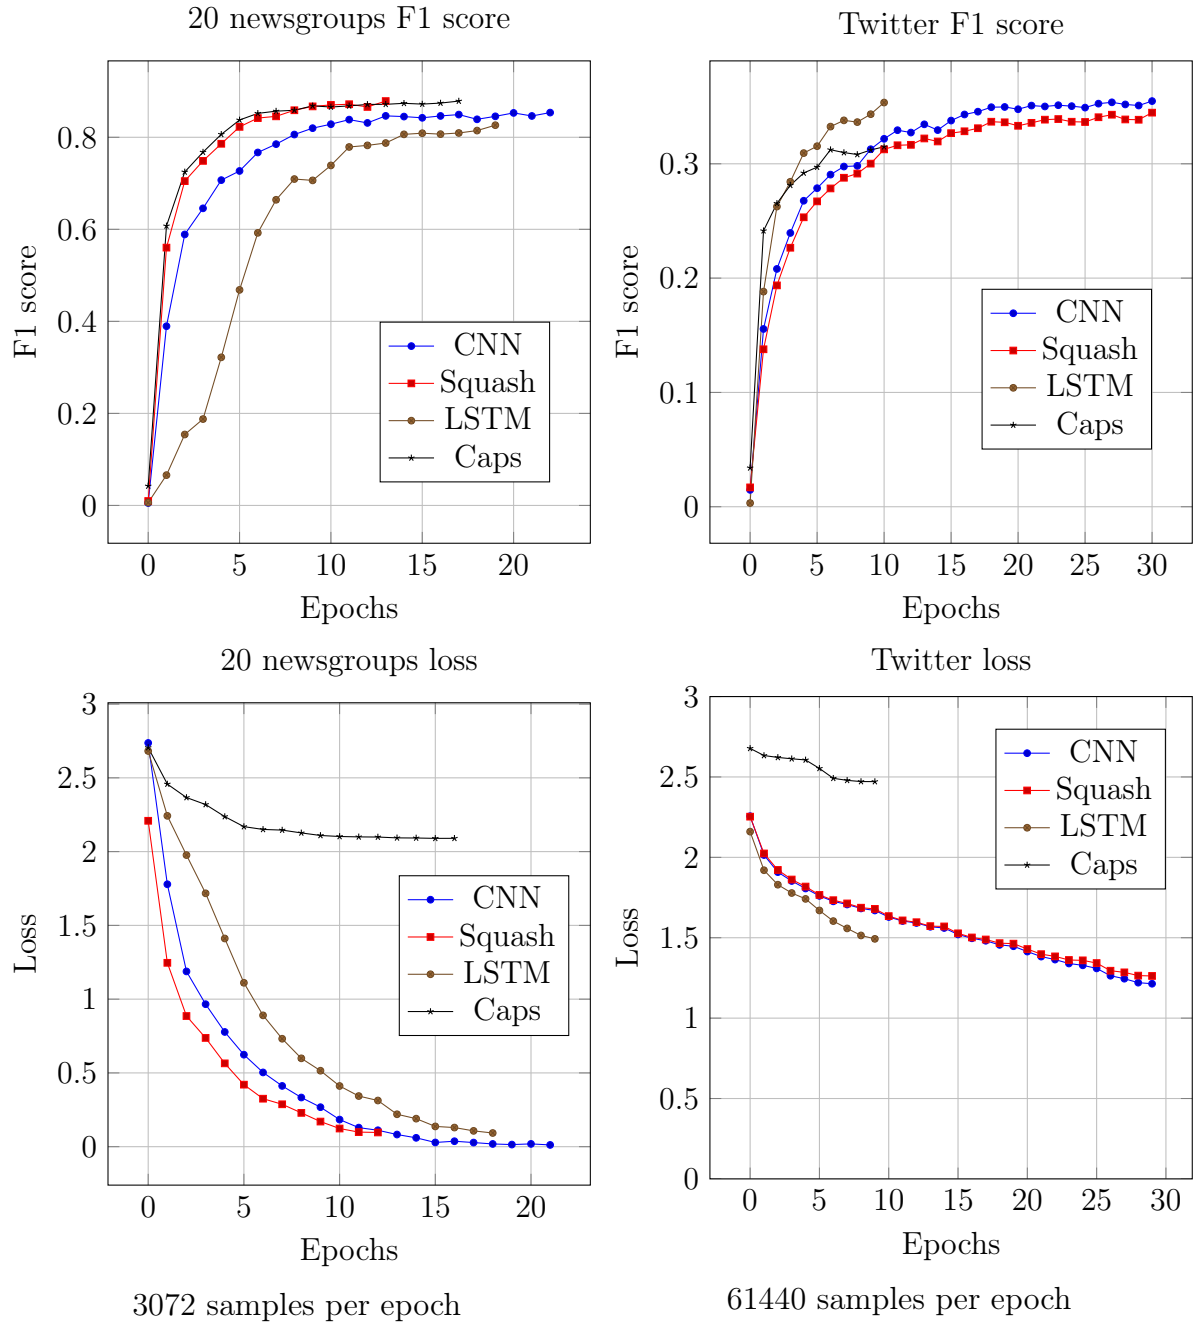 20 newsgroups F1 score
0.8
0.6
0.4
0.2
0
F1 score
CNN
Squash
LSTM
Caps
0 5 10 15 20
Epochs
Twitter F1 score
0.3
0.2
0.1
0
F1 score
CNN
Squash
LSTM
Caps
0 5 10 15 20 25 30
Epochs
20 newsgroups loss
3
2.5
2
1.5
1
0.5
0
Loss
CNN
Squash
LSTM
Caps
0 5 10 15 20
Epochs
3072 samples per epoch
Twitter loss
3
2.5
2
1.5
1
0.5
0
Loss
CNN
Squash
LSTM
Caps
0 5 10 15 20 25 30
Epochs
61440 samples per epoch